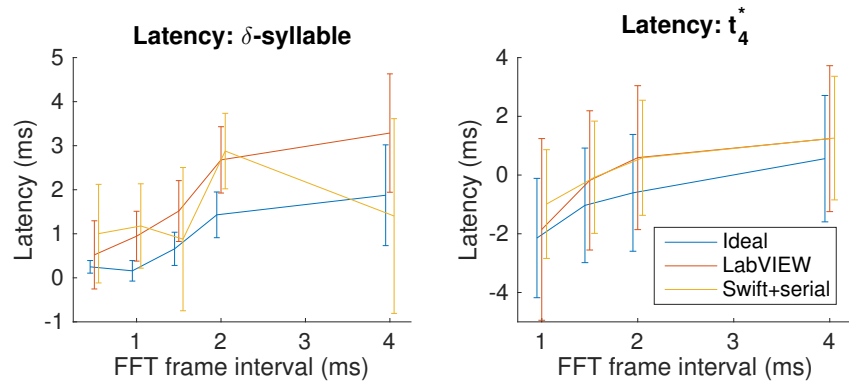 Latency: δ-syllable
Latency (ms)
5
4
3
2
1
0
-1
1
2
3
4
FFT frame interval (ms)
Latency: t*4
Latency (ms)
4
2
0
-2
-4
1
2
3
4
FFT frame interval (ms)
Ideal
LabVIEW
Swift+serial